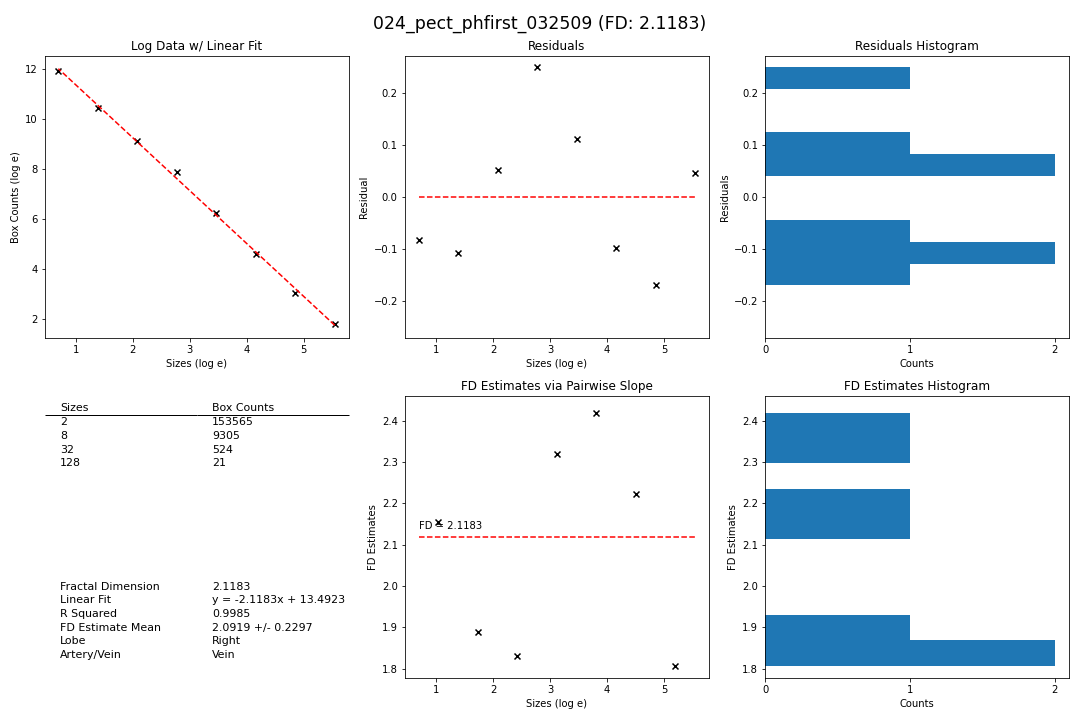 024_pect_phfirst_032509 (FD: 2.1183)
Log Data w/ Linear Fit
Box Counts (log e)
12
10
8
6
4
2
1 2 3 4 5
Sizes (log e)
Residuals
Residual
0.2
0.1
0.0
−0.1
−0.2
1 2 3 4 5
Sizes (log e)
Residuals Histogram
Residuals
0.2
0.1
0.0
−0.1
−0.2
0 1 2
Counts
Sizes Box Counts
2 153565
8 9305
32 524
128 21
Fractal Dimension 2.1183
Linear Fit y = -2.1183x + 13.4923
R Squared 0.9985
FD Estimate Mean 2.0919 +/- 0.2297
Lobe Right
Artery/Vein Vein
FD Estimates via Pairwise Slope
FD Estimates
2.4
2.3
2.2
2.1
2.0
1.9
1.8
FD = 2.1183
1 2 3 4 5
Sizes (log e)
FD Estimates Histogram
FD Estimates
2.4
2.3
2.2
2.1
2.0
1.9
1.8
0 1 2
Counts